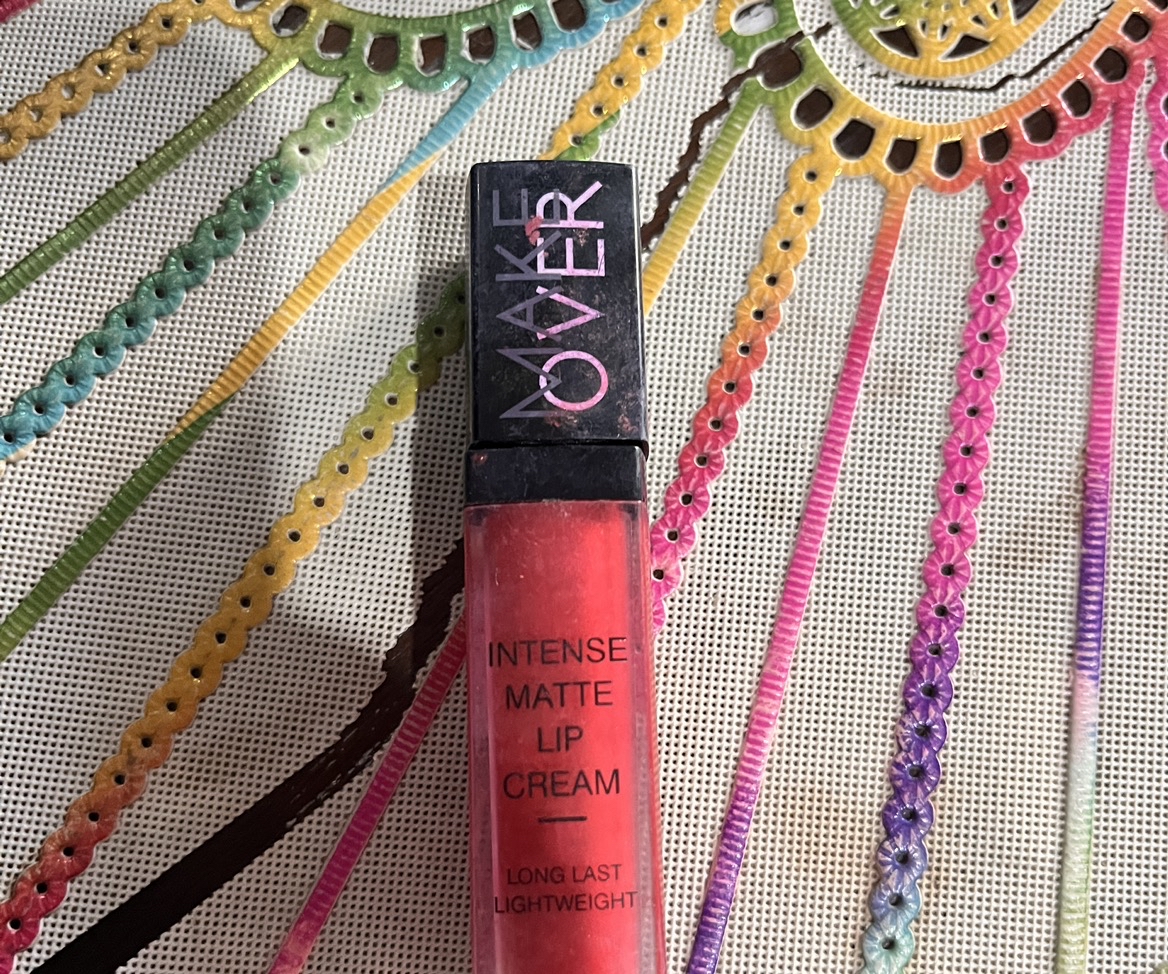 MAKE
OVER
INTENSE
MATTE
LIP
CREAM
LONG LAST
LIGHTWEIGHT